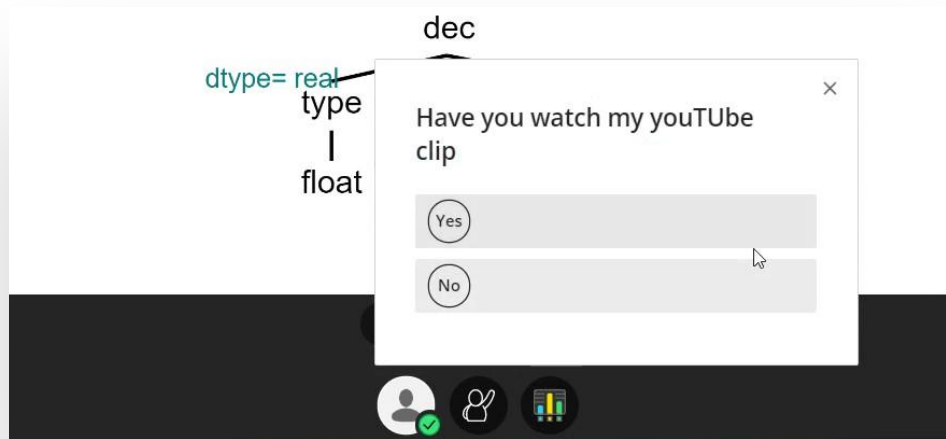 dec
dtype= real
type
float
Have you watch my youTUbe
clip
Yes
No